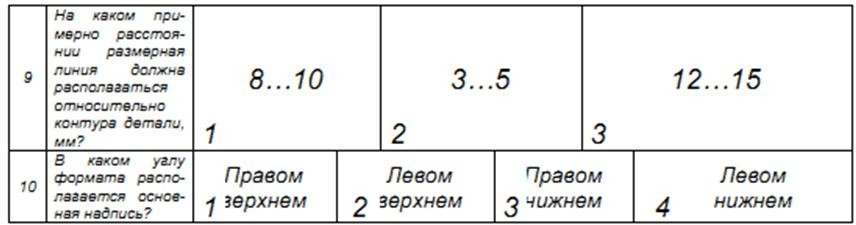 9
На каком при-
мерно расстоя-
нии размерная
линия должна
располагаться
относительно
контура детали,
мм?
8...10
1
3...5
2
12...15
3
10
В каком углу
формата распо-
лагается основ-
ная надпись?
Правом
верхнем
1
Левом
верхнем
2
Правом
нижнем
3
Левом
нижнем
4